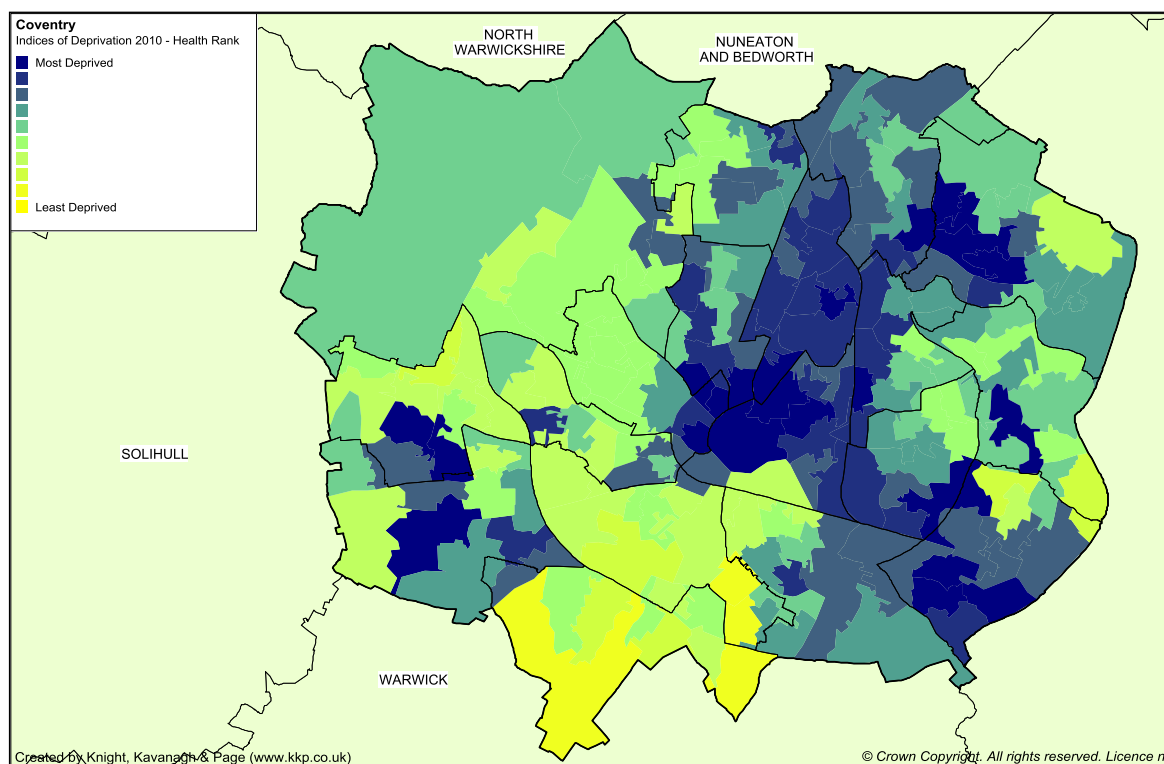 Coventry
Indices of Deprivation 2010 - Health Rank
Most Deprived
Least Deprived
NORTH
WARWICKSHIRE
NUNEATON
AND BEDWORTH
SOLIHULL
WARWICK
Created by Knight, Kavanagh & Page (www.kkp.co.uk)
© Crown Copyright. All rights reserved. Licence n